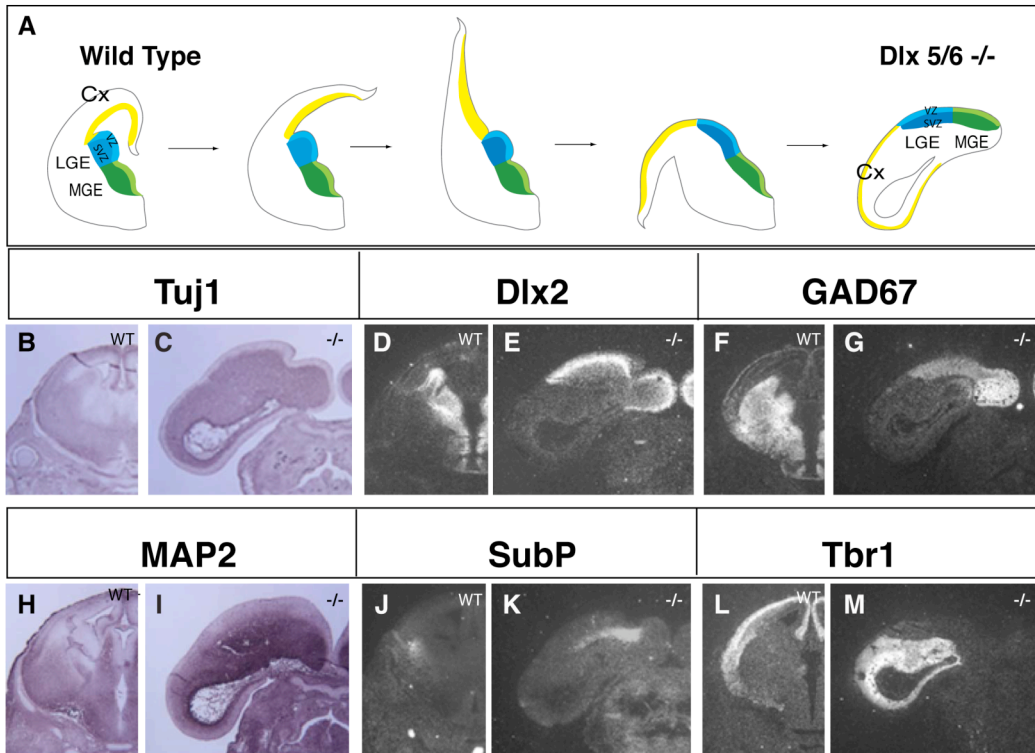 A
Wild Type
Dlx 5/6 -/-
Cx
VZ
SVZ
LGE
MGE
VZ
SVZ
LGE
MGE
Cx
Tuj1
Dlx2
GAD67
B
WT
C
-/-
D
WT
E
-/-
F
WT
G
-/-
MAP2
SubP
Tbr1
H
WT
I
-/-
J
WT
K
-/-
L
WT
M
-/-